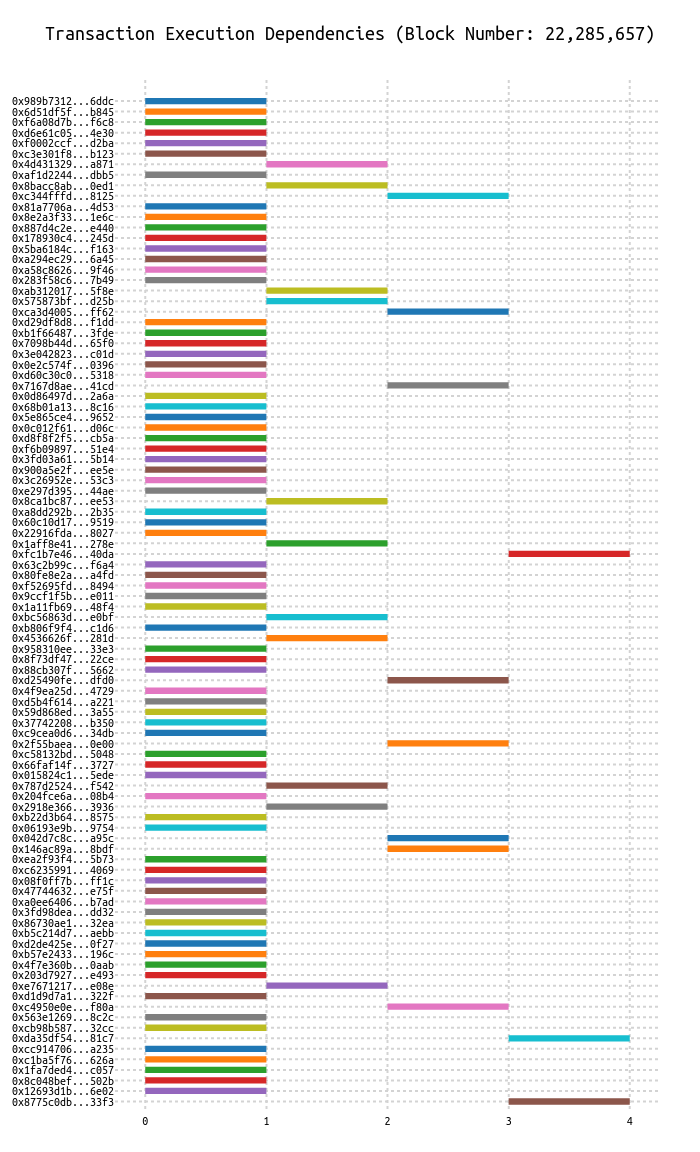 Transaction Execution Dependencies (Block Number: 22,285,657)
0x989b7312...6ddc
0x6d51df5f...b845
0xf6a08d7b...f6c8
0xd6e61c05...4e30
0xf0002ccf...d2ba
0xc3e301f8...b123
0x4d431329...a871
0xaf1d2244...dbb5
0x8bacc8ab...0ed1
0xc344fffd...8125
0x81a7706a...4d53
0x8e2a3f33...1e6c
0x887d4c2e...e440
0x178930c4...245d
0x5ba6184c...f163
0xa294ec29...6a45
0xa58c8626...9f46
0x283f58c6...7b49
0xab312017...5f8e
0x575873bf...d25b
0xca3d4005...ff62
0xd29df8d8...f1dd
0xb1f66487...3fde
0x7098b44d...65f0
0x3e042823...c01d
0x0e2c574f...0396
0xd60c30c0...5318
0x7167d8ae...41cd
0x0d86497d...2a6a
0x68b01a13...8c16
0x5e865ce4...9652
0x0c012f61...d06c
0xd8f8f2f5...cb5a
0xf6b09897...51e4
0x3fd03a61...5b14
0x900a5e2f...ee5e
0x3c26952e...53c3
0xe297d395...44ae
0x8ca1bc87...ee53
0xa8dd292b...2b35
0x60c10d17...9519
0x22916fda...8027
0x1aff8e41...278e
0xfc1b7e46...40da
0x63c2b99c...f6a4
0x80fe8e2a...a4fd
0xf52695fd...8494
0x9ccf1f5b...e011
0x1a11fb69...48f4
0xbc56863d...e0bf
0xb806f9f4...c1d6
0x4536626f...281d
0x958310ee...33e3
0x8f73df47...22ce
0x88cb307f...5662
0xd25490fe...dfd0
0x4f9ea25d...4729
0xd5b4f614...a221
0x59d868ed...3a55
0x37742208...b350
0xc9cea0d6...34db
0x2f55baea...0e00
0xc58132bd...5048
0x66faf14f...3727
0x015824c1...5ede
0x787d2524...f542
0x204fce6a...08b4
0x2918e366...3936
0xb22d3b64...8575
0x06193e9b...9754
0x042d7c8c...a95c
0x146ac89a...8bdf
0xea2f93f4...5b73
0xc6235991...4069
0x08f0ff7b...ff1c
0x47744632...e75f
0xa0ee6406...b7ad
0x3fd98dea...dd32
0x86730ae1...32ea
0xb5c214d7...aebb
0xd2de425e...0f27
0xb57e2433...196c
0x4f7e360b...0aab
0x203d7927...e493
0xe7671217...e08e
0xd1d9d7a1...322f
0xc4950e0e...f80a
0x563e1269...8c2c
0xcb98b587...32cc
0xda35df54...81c7
0xcc914706...a235
0xc1ba5f76...626a
0x1fa7ded4...c057
0x8c048bef...502b
0x12693d1b...6e02
0x8775c0db...33f3
0 1 2 3 4